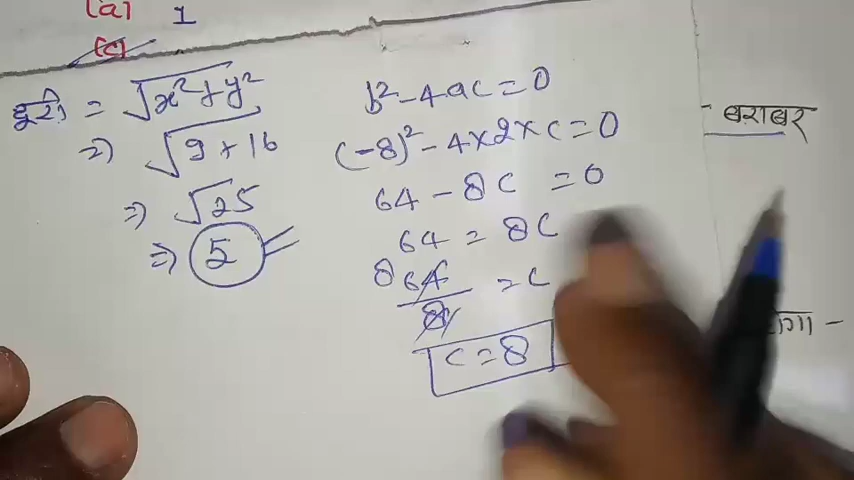 (a) 1
(c)
दूरी = √x²+y²
⇒ √9+16
⇒ √25
⇒ 5
b²-4ac=0
(-8)²-4×2×c=0
64-8c=0
64=8c
8 64/8 =c
c=8
बराबर